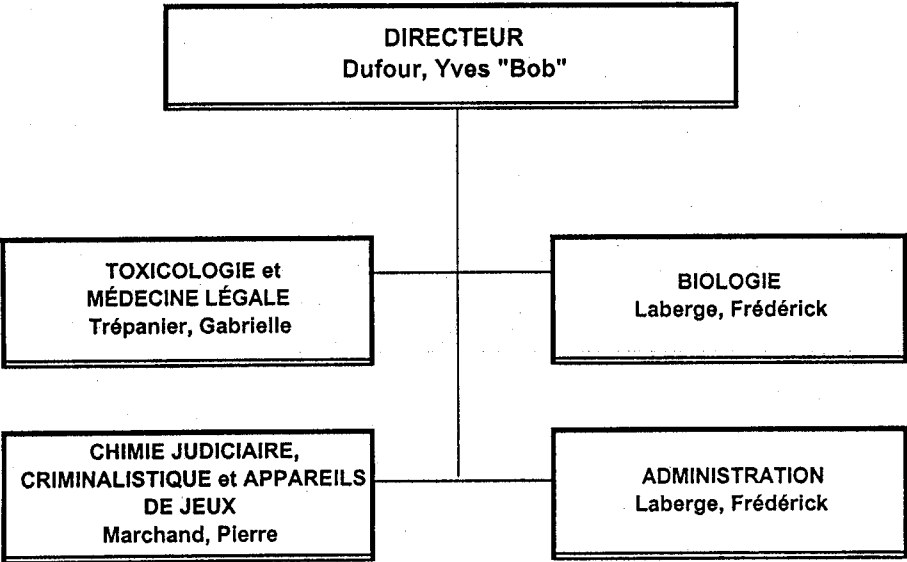 DIRECTEUR
Dufour, Yves "Bob"
TOXICOLOGIE et
MÉDECINE LÉGALE
Trépanier, Gabrielle
BIOLOGIE
Laberge, Frédérick
CHIMIE JUDICIAIRE,
CRIMINALISTIQUE et APPAREILS
DE JEUX
Marchand, Pierre
ADMINISTRATION
Laberge, Frédérick